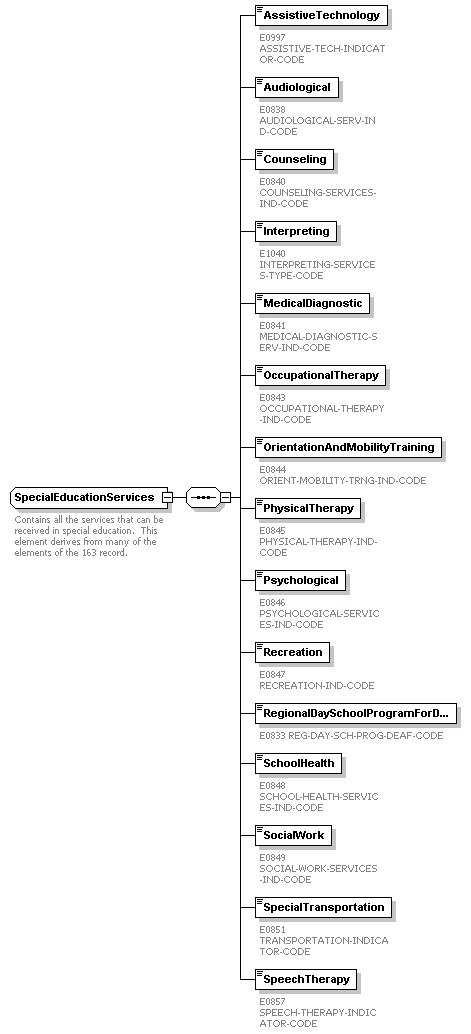 AssistiveTechnology
E0997
ASSISTIVE-TECH-INDICAT
OR-CODE
Audiological
E0838
AUDIOLOGICAL-SERV-IN
D-CODE
Counseling
E0840
COUNSELING-SERVICES-
IND-CODE
Interpreting
E1040
INTERPRETING-SERVICE
S-TYPE-CODE
MedicalDiagnostic
E0841
MEDICAL-DIAGNOSTIC-S
ERV-IND-CODE
OccupationalTherapy
E0843
OCCUPATIONAL-THERAPY
-IND-CODE
OrientationAndMobilityTraining
E0844
ORIENT-MOBILITY-TRNG-IND-CODE
SpecialEducationServices
Contains all the services that can be
received in special education.  This
element derives from many of the
elements of the 163 record.
PhysicalTherapy
E0845
PHYSICAL-THERAPY-IND-
CODE
Psychological
E0846
PSYCHOLOGICAL-SERVIC
ES-IND-CODE
Recreation
E0847
RECREATION-IND-CODE
RegionalDaySchoolProgramForD...
E0833 REG-DAY-SCH-PROG-DEAF-CODE
SchoolHealth
E0848
SCHOOL-HEALTH-SERVIC
ES-IND-CODE
SocialWork
E0849
SOCIAL-WORK-SERVICES
-IND-CODE
SpecialTransportation
E0851
TRANSPORTATION-INDICA
TOR-CODE
SpeechTherapy
E0857
SPEECH-THERAPY-INDIC
ATOR-CODE